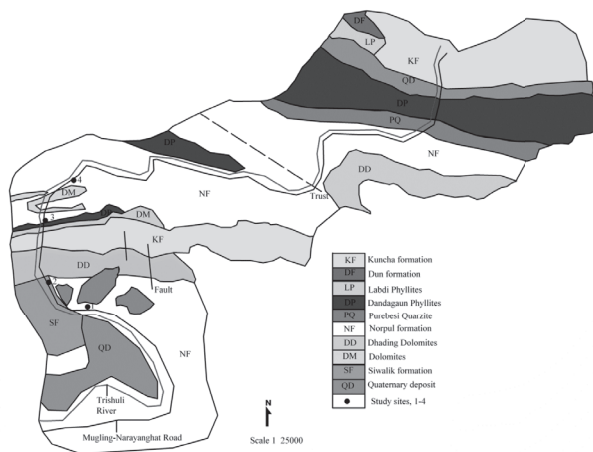 DF
LP
KF
QD
DP
PQ
NF
DP
DD
4
DM
NF
Trust
3
DM
KF
DD
2
Fault
1
SF
QD
NF
Trishuli
River
N
Mugling-Narayanghat Road
Scale 1 25000
KF Kuncha formation
DF Dun formation
LP Labdi Phyllites
DP Dandagaun Phyllites
PQ Purebesi Quarzite
NF Norpul formation
DD Dhading Dolomites
DM Dolomites
SF Siwalik formation
QD Quaternary deposit
Study sites, 1-4